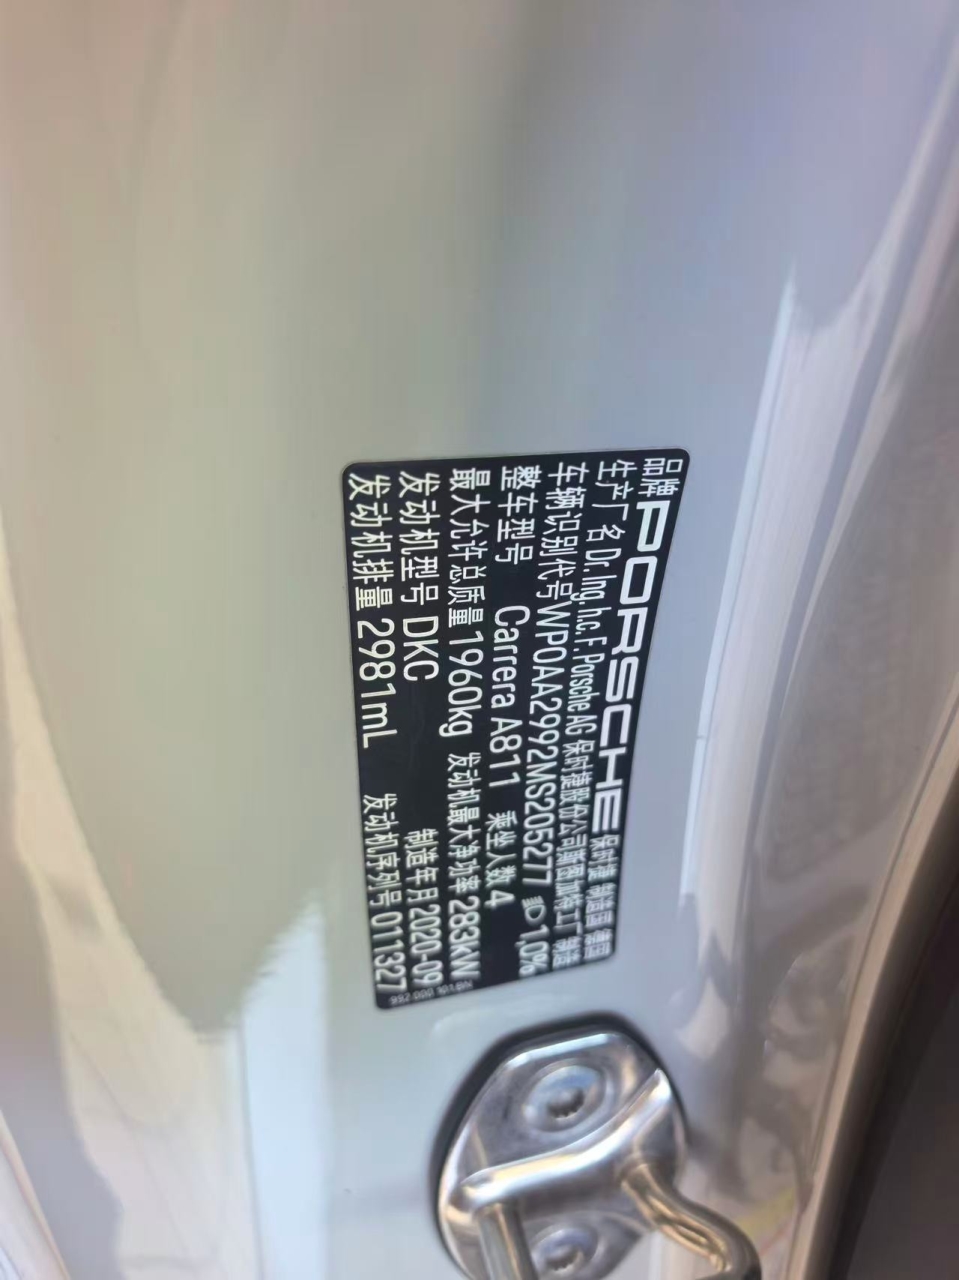 品牌 PORSCHE 保时捷 制造国 德国
生产厂名 Dr. Ing. h.c. F. Porsche AG 保时捷股份公司斯图加特工厂 制造
车辆识别代号 WP0AA2992MS205277 1,0%
整车型号 Carrera A811 乘坐人数 4
最大允许总质量 1960kg 发动机最大净功率 283KW
发动机型号 DKC 制造年月 2020-09
发动机排量 2981mL 发动机序列号 011327